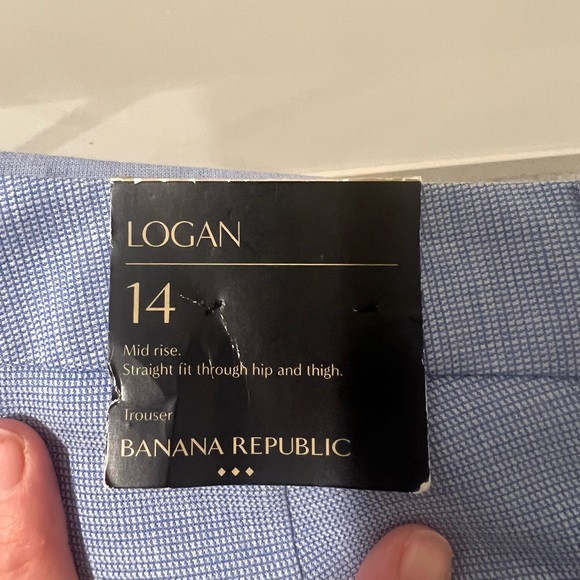 LOGAN
14
Mid rise.
Straight fit through hip and thigh.
Trouser
BANANA REPUBLIC